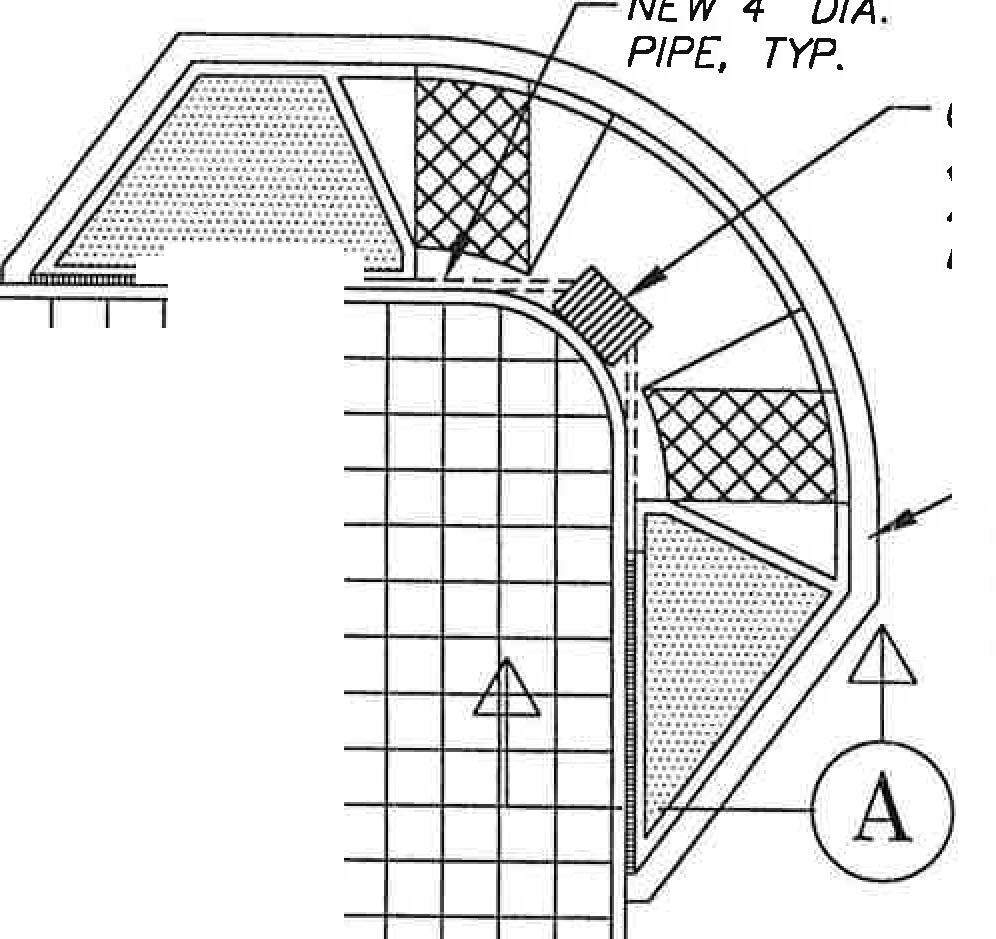 NEW 4" DIA.
PIPE, TYP.
A